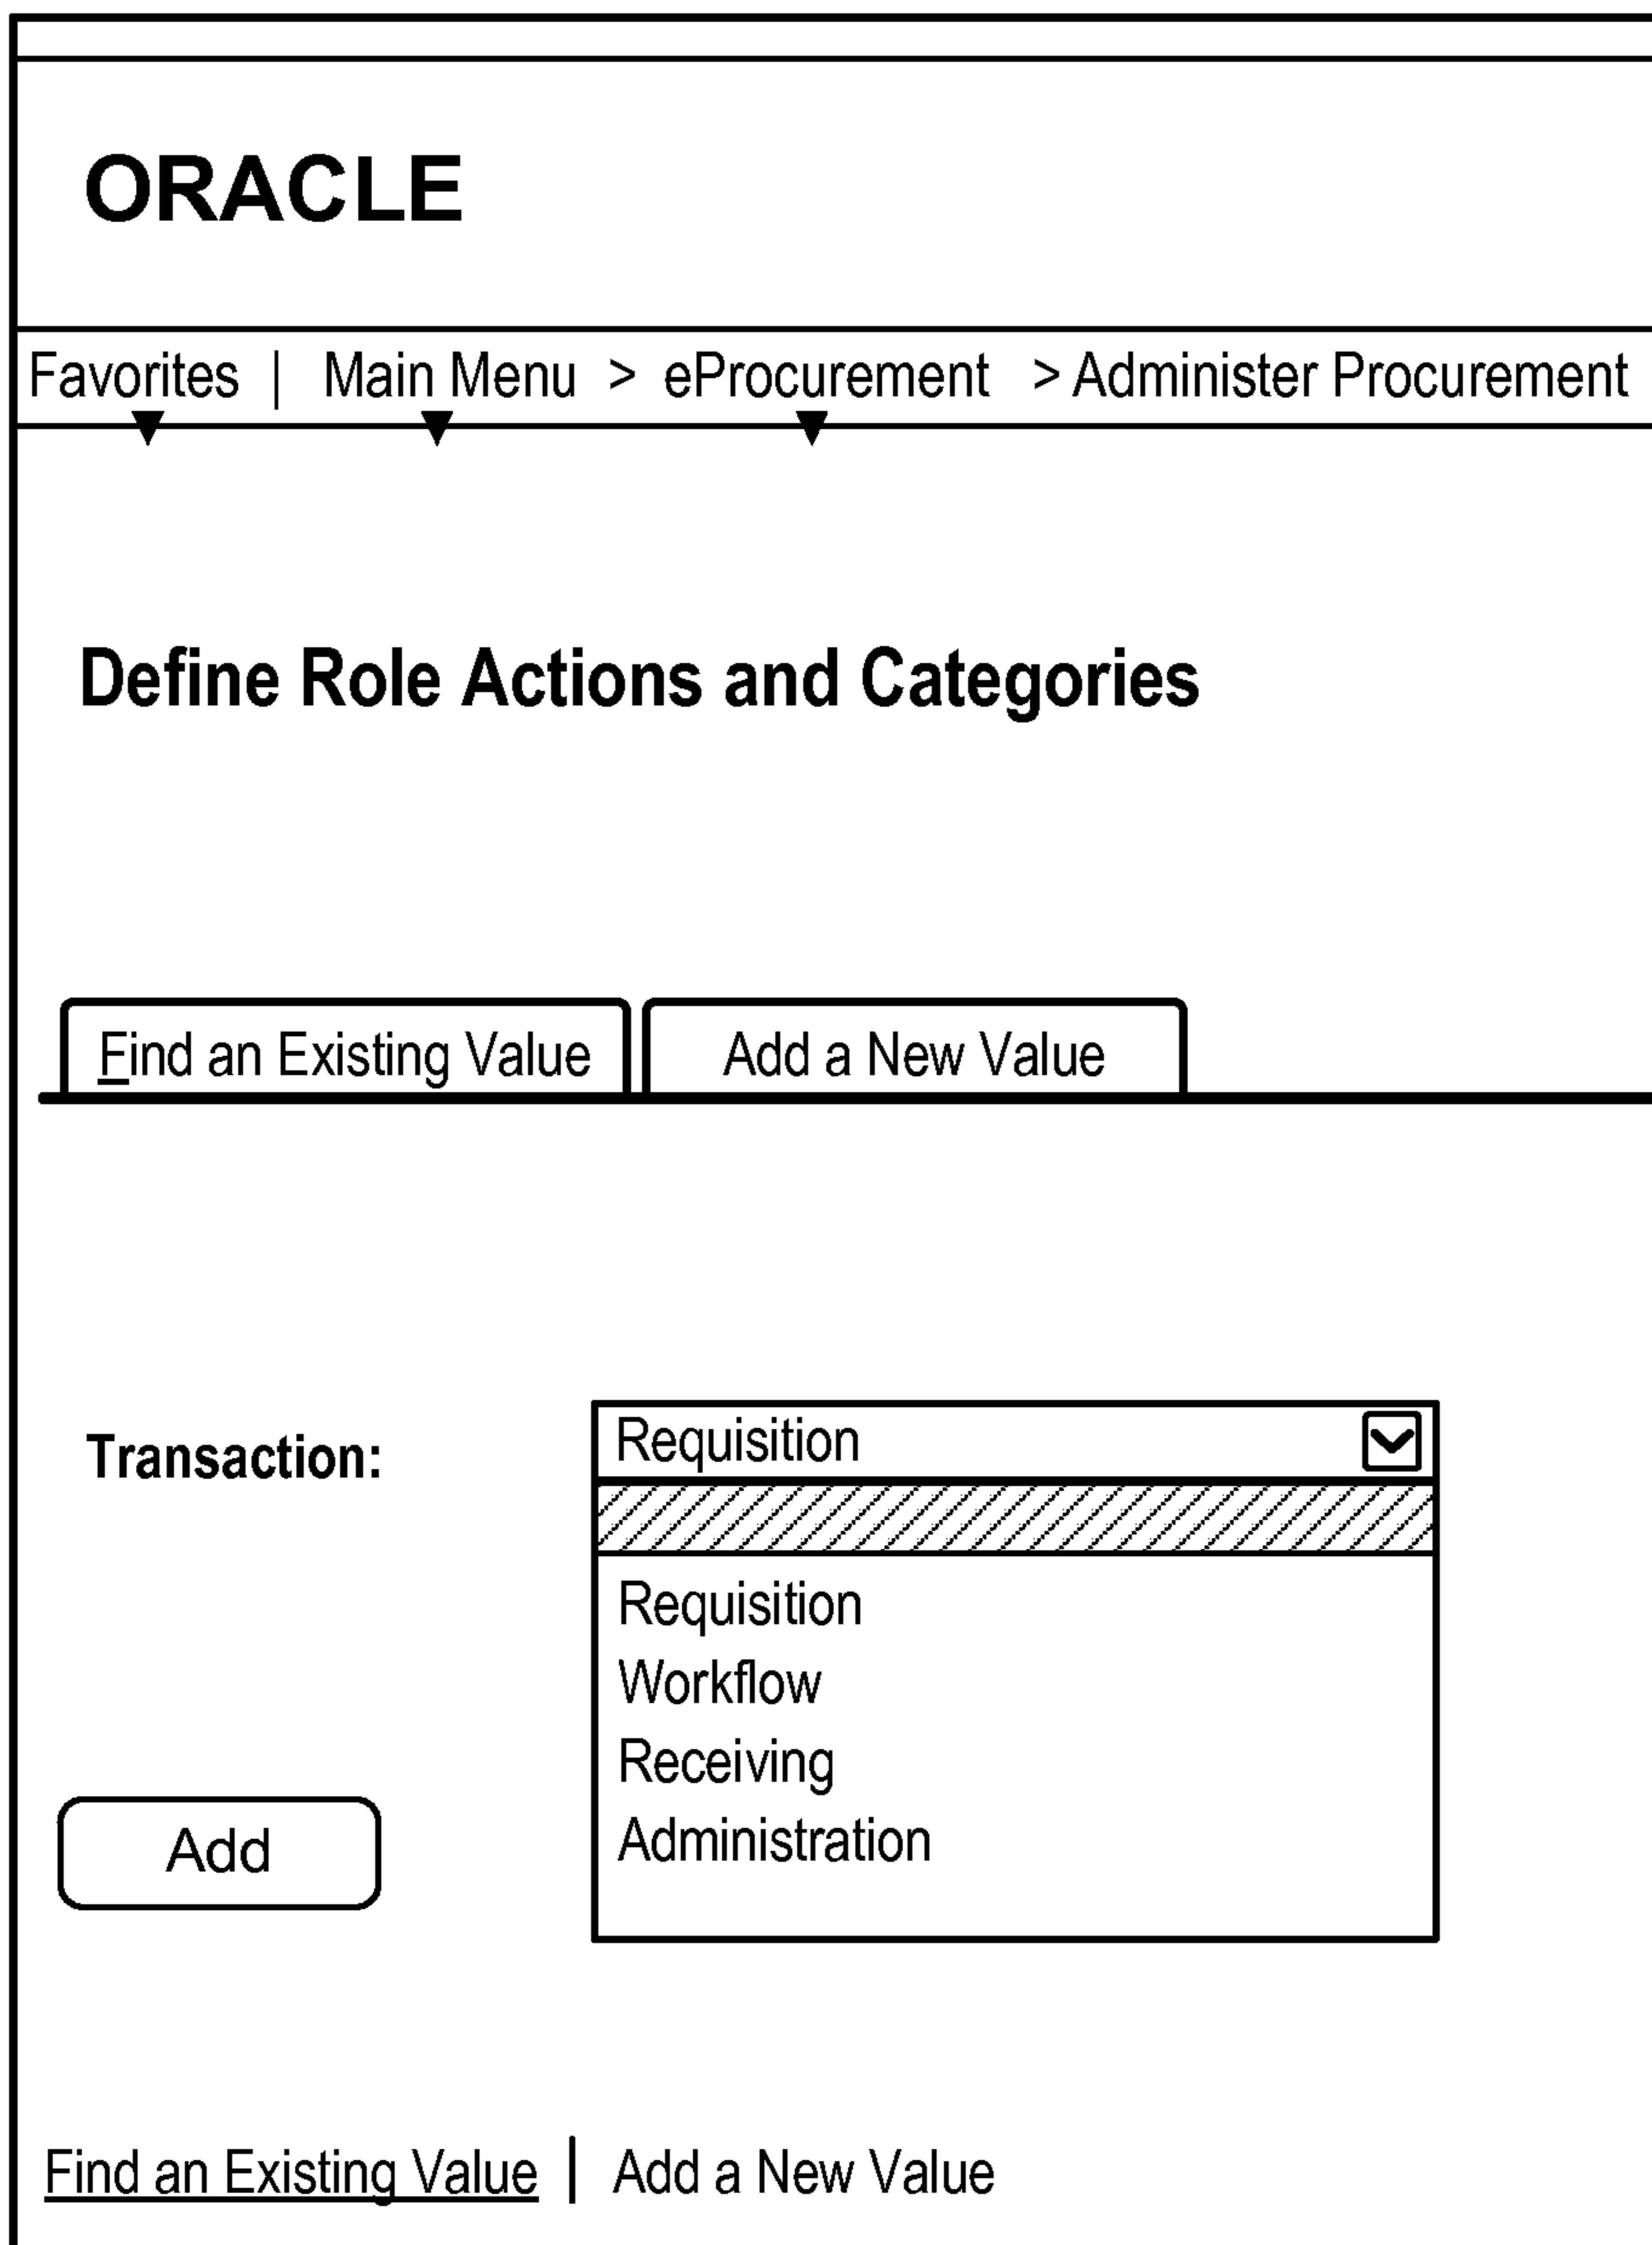 ORACLE
Favorites | Main Menu > eProcurement > Administer Procurement
Define Role Actions and Categories
Find an Existing Value Add a New Value
Transaction: Requisition
Requisition
Workflow
Receiving
Administration
Add
Find an Existing Value | Add a New Value